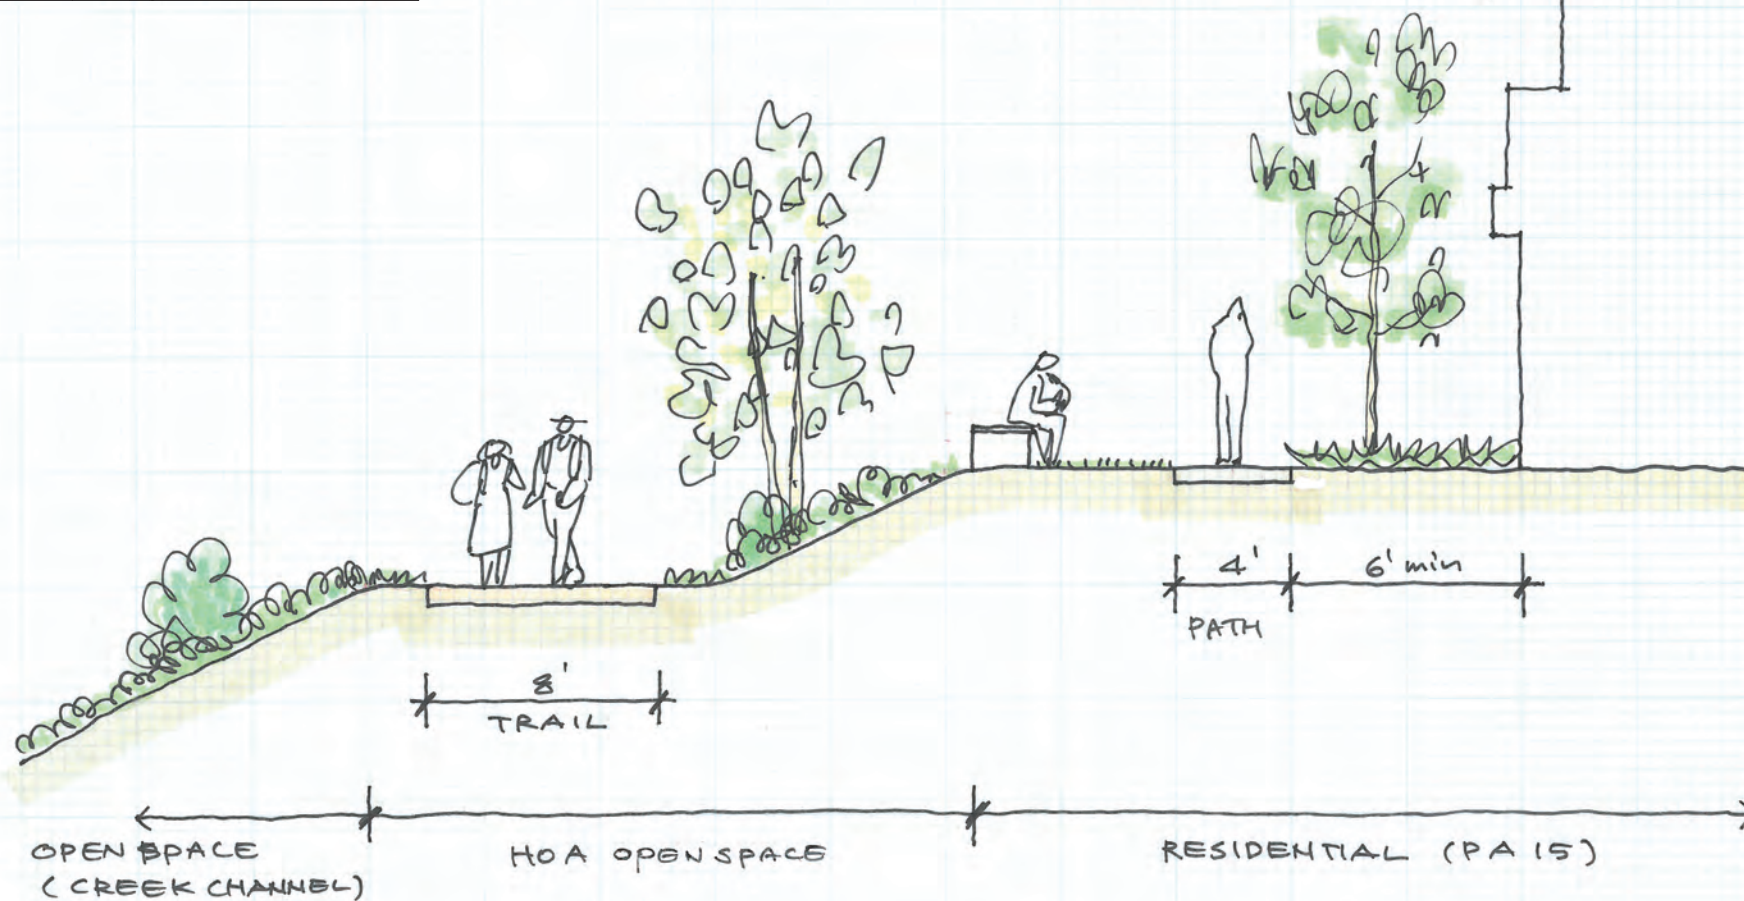 4'
6' min
PATH
8'
TRAIL
OPEN SPACE
(CREEK CHANNEL)
HOA OPEN SPACE
RESIDENTIAL (PA 15)